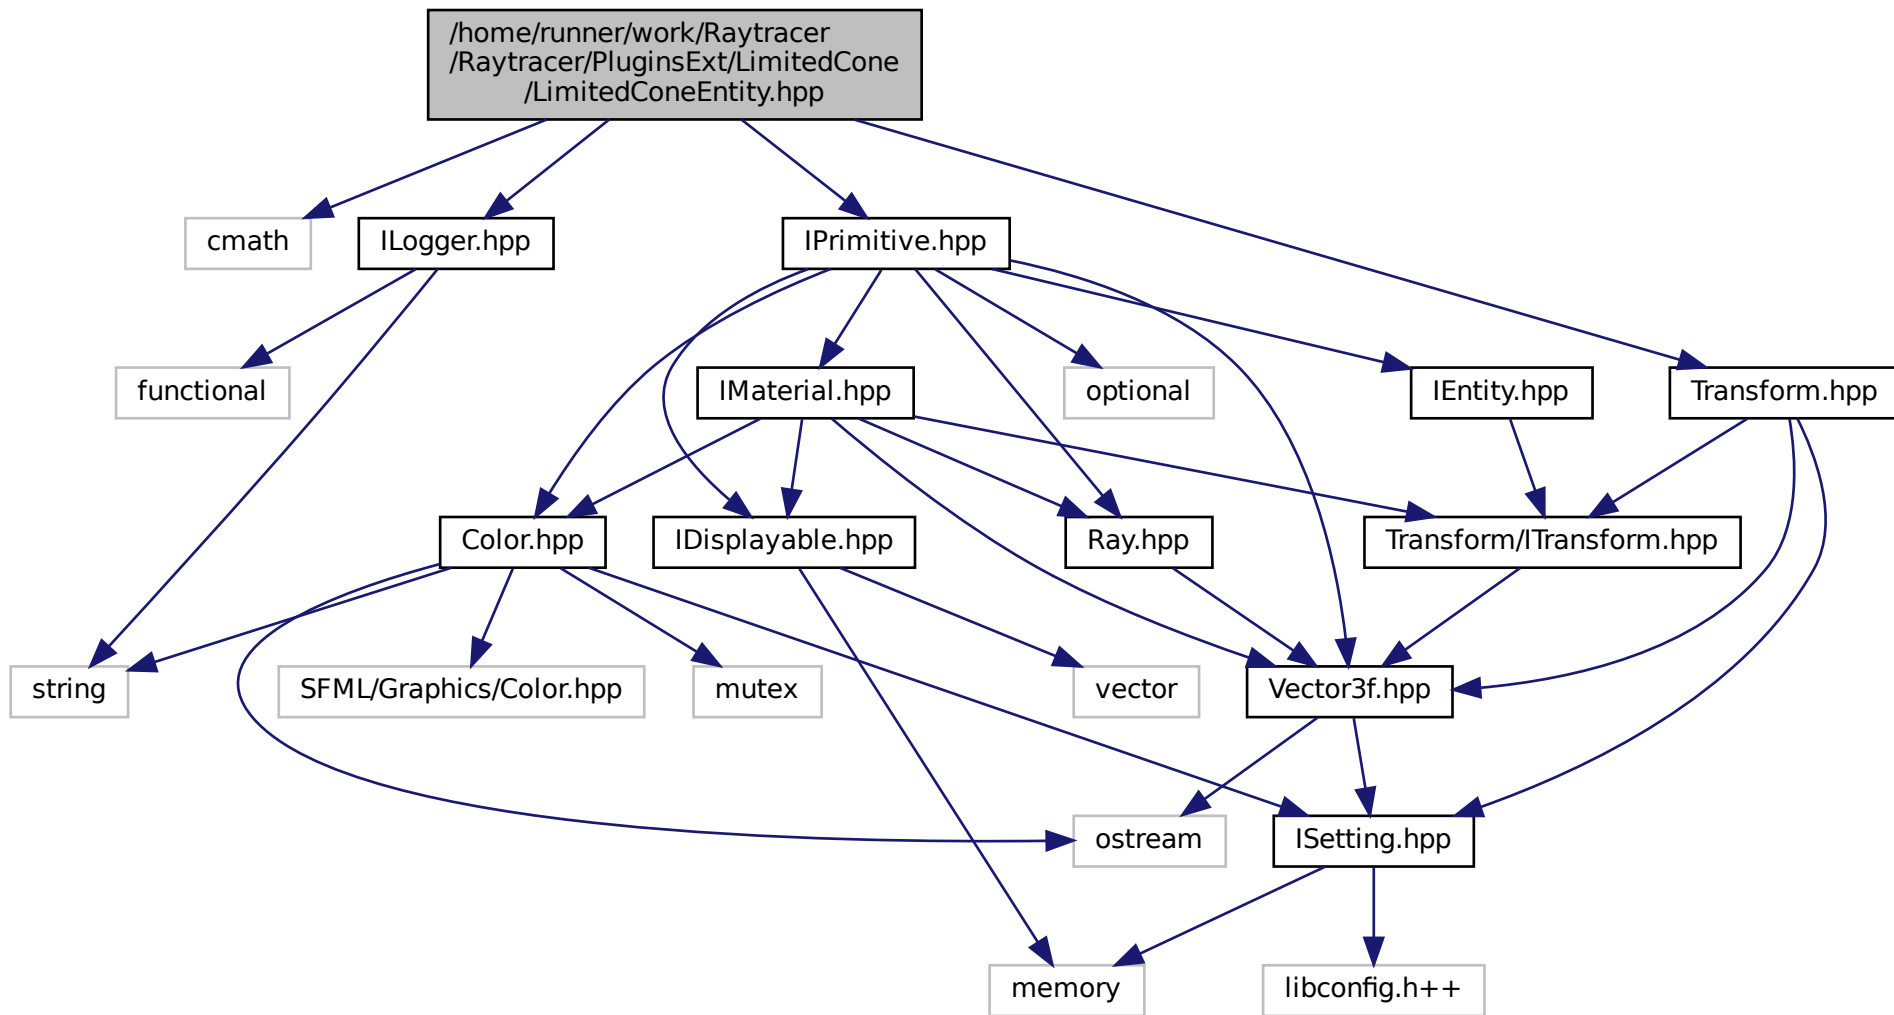 /home/runner/work/Raytracer
/Raytracer/PluginsExt/LimitedCone
/LimitedConeEntity.hpp
cmath
ILogger.hpp
IPrimitive.hpp
functional
IMaterial.hpp
optional
IEntity.hpp
Transform.hpp
Color.hpp
IDisplayable.hpp
Ray.hpp
Transform/ITransform.hpp
string
SFML/Graphics/Color.hpp
mutex
vector
Vector3f.hpp
ostream
ISetting.hpp
memory
libconfig.h++